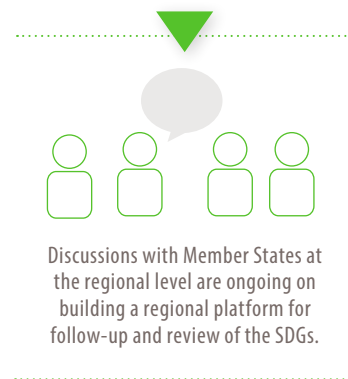 Discussions with Member States at
the regional level are ongoing on
building a regional platform for
follow-up and review of the SDGs.